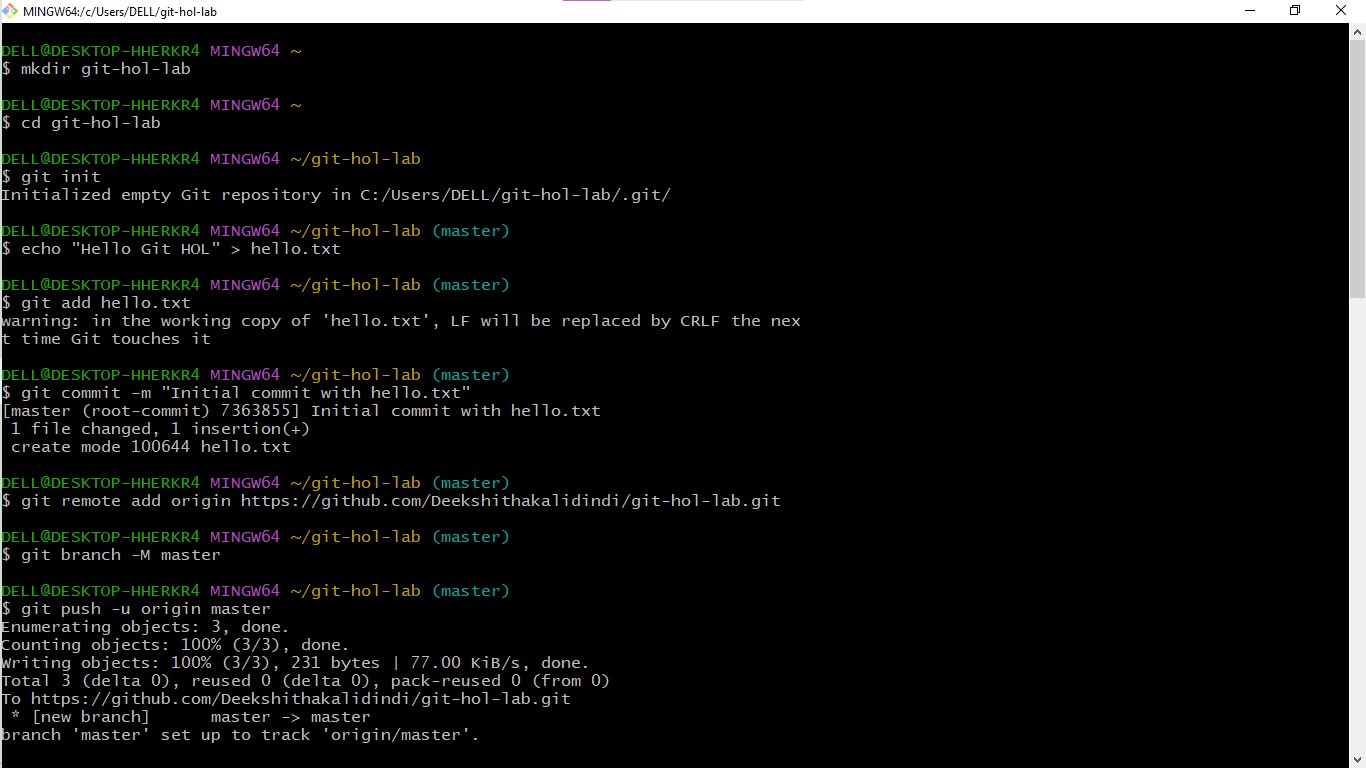 MINGW64:/c/Users/DELL/git-hol-lab
DELL@DESKTOP-HHERKR4 MINGW64 ~
$ mkdir git-hol-lab
DELL@DESKTOP-HHERKR4 MINGW64 ~
$ cd git-hol-lab
DELL@DESKTOP-HHERKR4 MINGW64 ~/git-hol-lab
$ git init
Initialized empty Git repository in C:/Users/DELL/git-hol-lab/.git/
DELL@DESKTOP-HHERKR4 MINGW64 ~/git-hol-lab (master)
$ echo "Hello Git HOL" > hello.txt
DELL@DESKTOP-HHERKR4 MINGW64 ~/git-hol-lab (master)
$ git add hello.txt
warning: in the working copy of 'hello.txt', LF will be replaced by CRLF the nex
t time Git touches it
DELL@DESKTOP-HHERKR4 MINGW64 ~/git-hol-lab (master)
$ git commit -m "Initial commit with hello.txt"
[master (root-commit) 7363855] Initial commit with hello.txt
 1 file changed, 1 insertion(+)
 create mode 100644 hello.txt
DELL@DESKTOP-HHERKR4 MINGW64 ~/git-hol-lab (master)
$ git remote add origin https://github.com/Deekshithakalidindi/git-hol-lab.git
DELL@DESKTOP-HHERKR4 MINGW64 ~/git-hol-lab (master)
$ git branch -M master
DELL@DESKTOP-HHERKR4 MINGW64 ~/git-hol-lab (master)
$ git push -u origin master
Enumerating objects: 3, done.
Counting objects: 100% (3/3), done.
Writing objects: 100% (3/3), 231 bytes | 77.00 KiB/s, done.
Total 3 (delta 0), reused 0 (delta 0), pack-reused 0 (from 0)
To https://github.com/Deekshithakalidindi/git-hol-lab.git
 * [new branch]      master -> master
branch 'master' set up to track 'origin/master'.